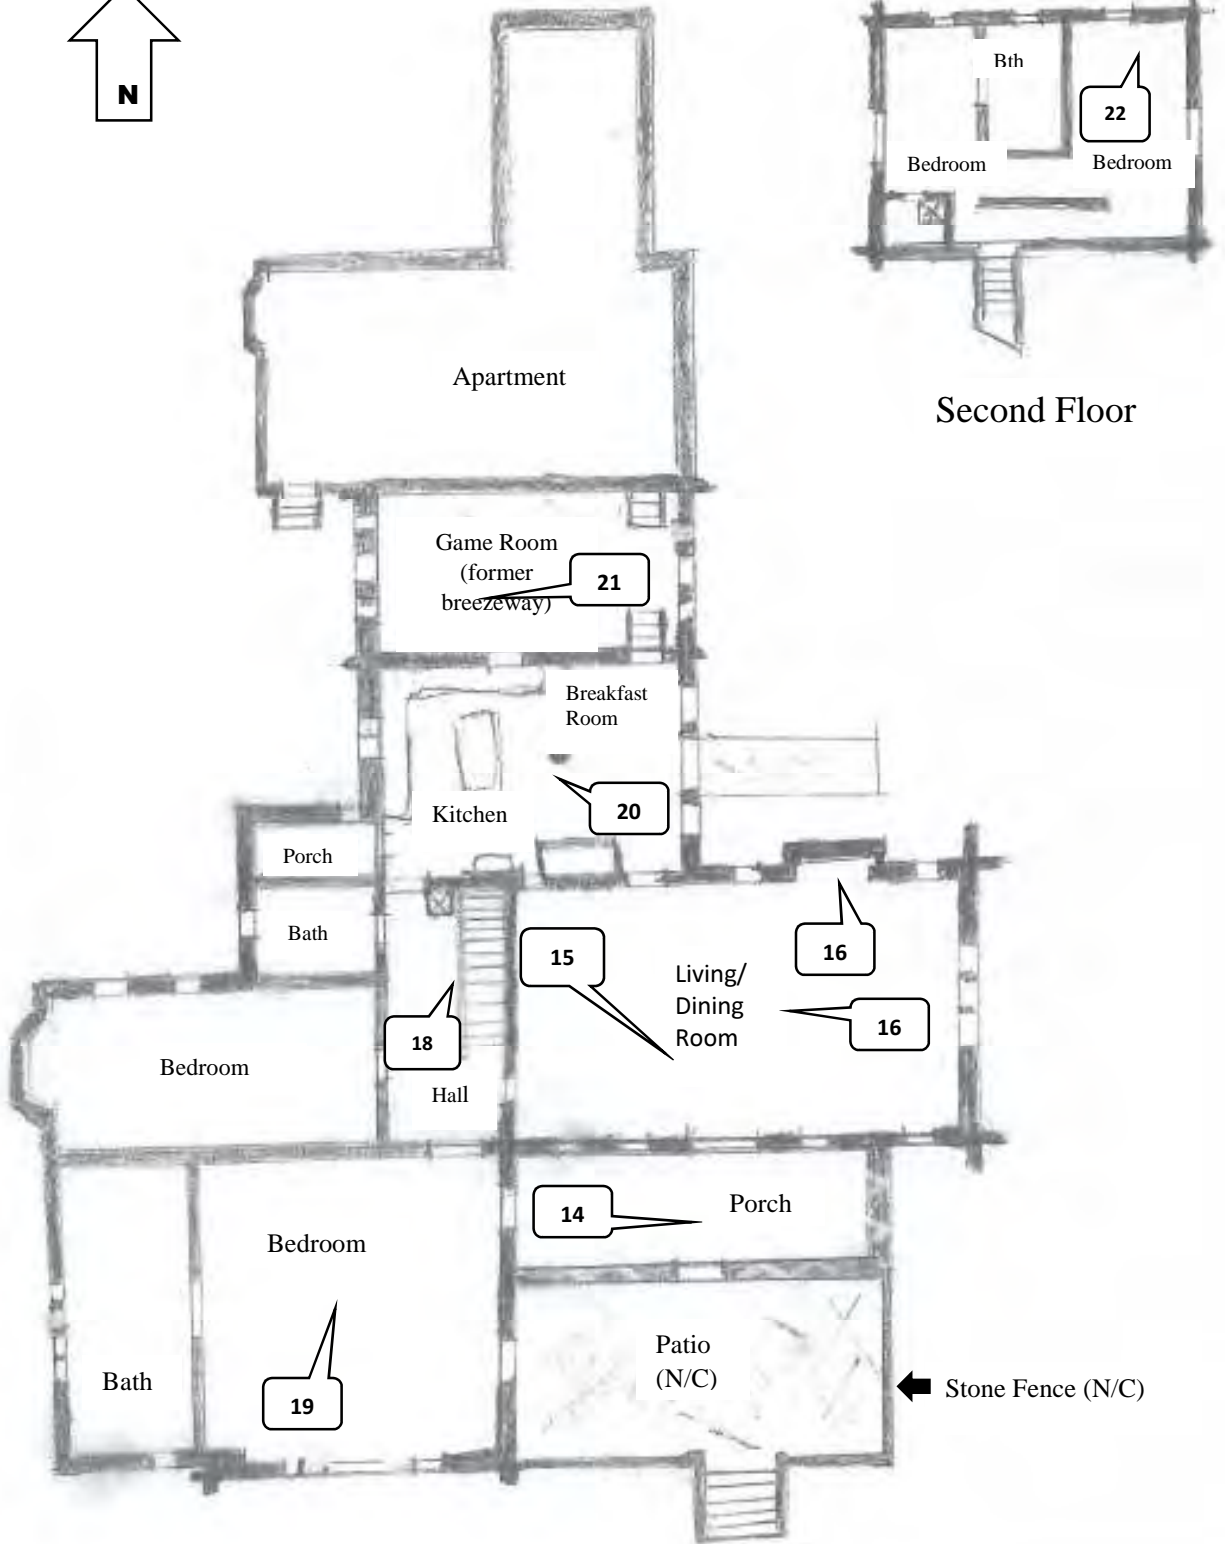 N
Bth
22
Bedroom
Bedroom
Second Floor
Apartment
Game Room
(former
breezeway)
21
Breakfast
Room
20
Kitchen
Porch
Bath
15
16
Living/
Dining
Room
16
18
Bedroom
Hall
14
Porch
Bedroom
Patio
(N/C)
Stone Fence (N/C)
Bath
19